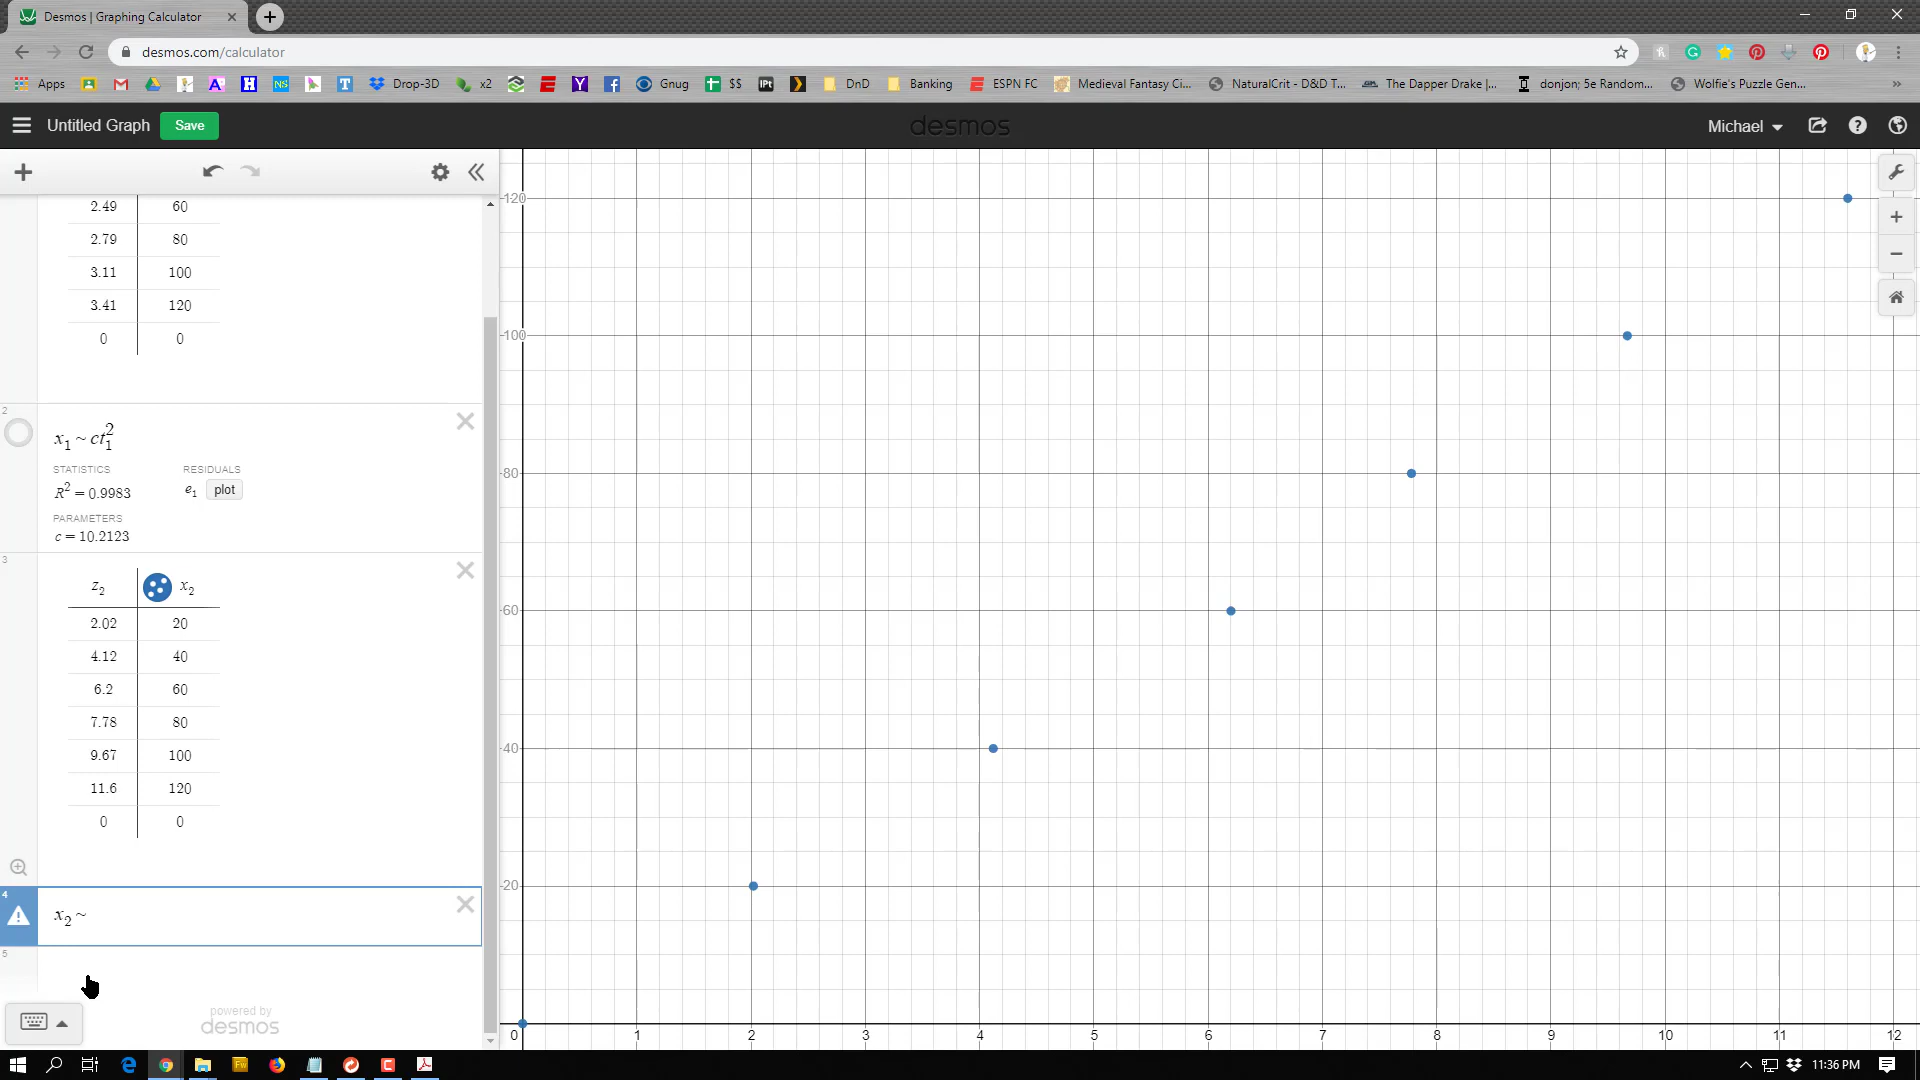 Desmos | Graphing Calculator
desmos.com/calculator
Apps Drop-3D x2 Gnug $$ DnD Banking ESPN FC Medieval Fantasy Ci... NaturalCrit - D&D T... The Dapper Drake |... donjon; 5e Random... Wolfie's Puzzle Gen... »
Untitled Graph Save desmos Michael
2.49 60
2.79 80
3.11 100
3.41 120
0 0
2
x₁ ~ ct₁²
STATISTICS RESIDUALS
R² = 0.9983 e₁ plot
PARAMETERS
c = 10.2123
3
z₂ x₂
2.02 20
4.12 40
6.2 60
7.78 80
9.67 100
11.6 120
0 0
4
x₂ ~
5
powered by
desmos
120
100
80
60
40
20
0 1 2 3 4 5 6 7 8 9 10 11 12
11:36 PM